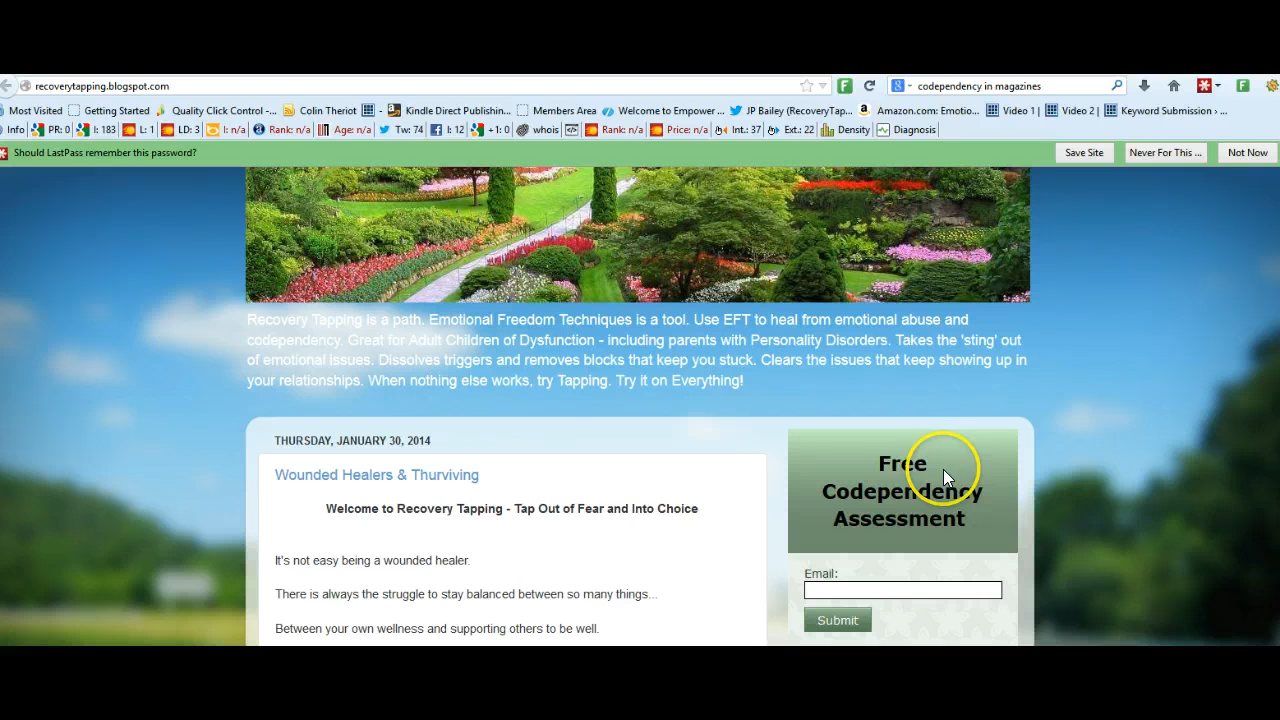 recoverytapping.blogspot.com
codependency in magazines
Most Visited Getting Started Quality Click Control -... Colin Theriot Kindle Direct Publishin... Members Area Welcome to Empower ... JP Bailey (RecoveryTap... Amazon.com: Emotio... Video 1 Video 2 Keyword Submission ›...
Info PR: 0 I: 183 L: 1 LD: 3 I: n/a Rank: n/a Age: n/a Tw: 74 I: 12 +1: 0 whois Rank: n/a Price: n/a Int.: 37 Ext.: 22 Density Diagnosis
Should LastPass remember this password? Save Site Never For This ... Not Now
Recovery Tapping is a path. Emotional Freedom Techniques is a tool. Use EFT to heal from emotional abuse and
codependency. Great for Adult Children of Dysfunction - including parents with Personality Disorders. Takes the 'sting' out
of emotional issues. Dissolves triggers and removes blocks that keep you stuck. Clears the issues that keep showing up in
your relationships. When nothing else works, try Tapping. Try it on Everything!
THURSDAY, JANUARY 30, 2014
Wounded Healers & Thurviving
Welcome to Recovery Tapping - Tap Out of Fear and Into Choice
It's not easy being a wounded healer.
There is always the struggle to stay balanced between so many things...
Between your own wellness and supporting others to be well.
Free
Codependency
Assessment
Email:
Submit